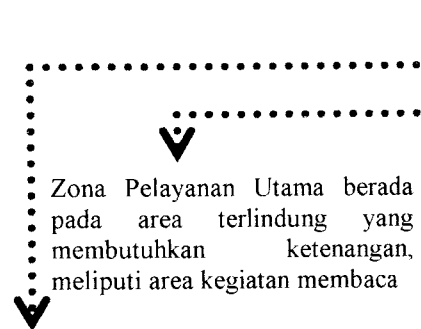 Zona Pelayanan Utama berada
pada area terlindung yang
membutuhkan ketenangan,
meliputi area kegiatan membaca